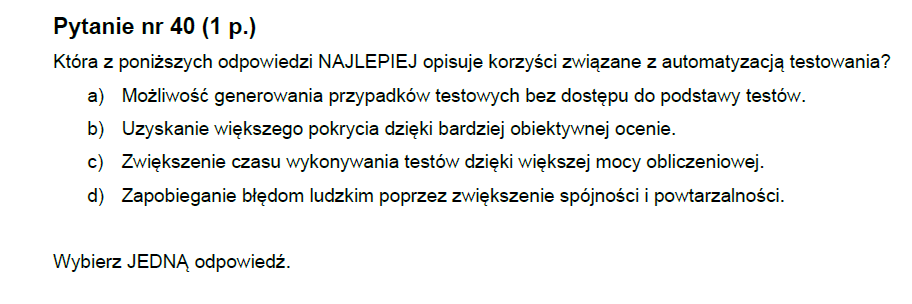 Pytanie nr 40 (1 p.)
Która z poniższych odpowiedzi NAJLEPIEJ opisuje korzyści związane z automatyzacją testowania?
a) Możliwość generowania przypadków testowych bez dostępu do podstawy testów.
b) Uzyskanie większego pokrycia dzięki bardziej obiektywnej ocenie.
c) Zwiększenie czasu wykonywania testów dzięki większej mocy obliczeniowej.
d) Zapobieganie błędom ludzkim poprzez zwiększenie spójności i powtarzalności.
Wybierz JEDNĄ odpowiedź.